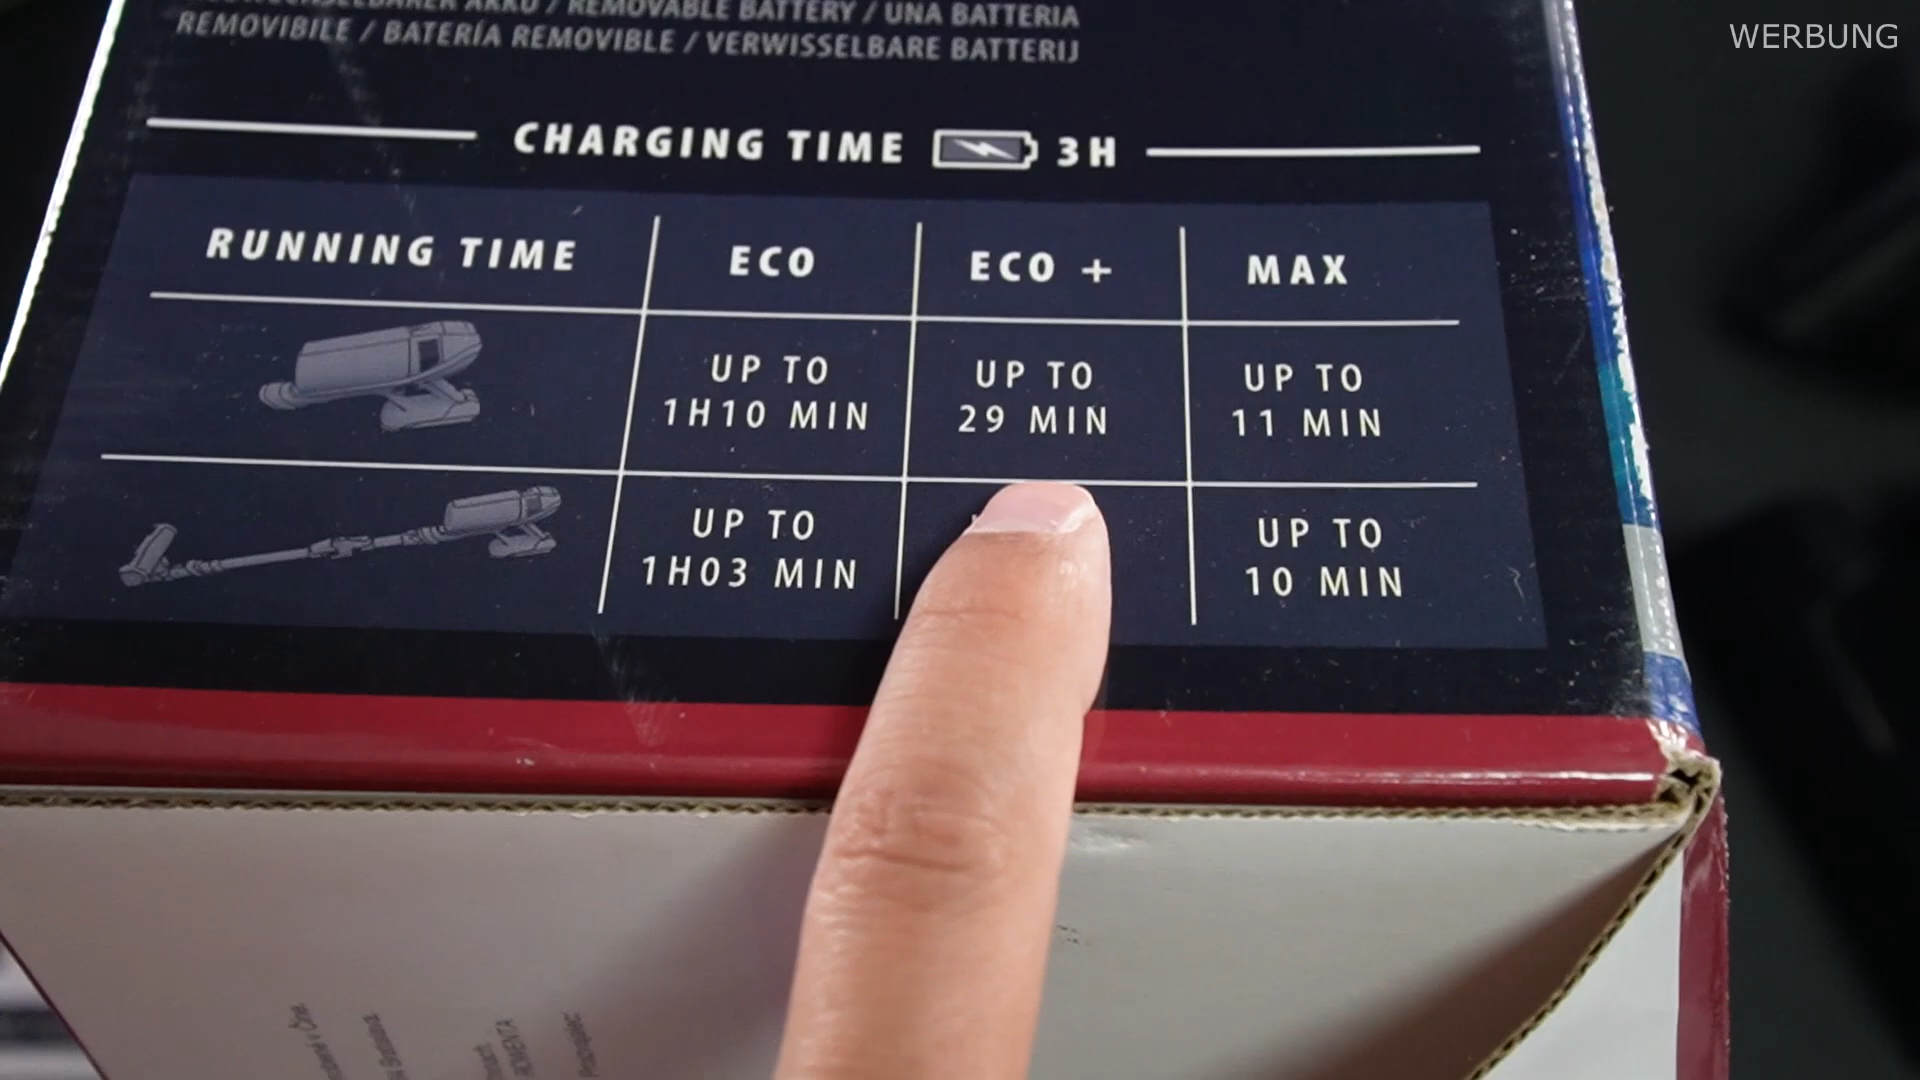 REMOVABLE BATTERY / UNA BATTERIA
REMOVIBILE / BATERÍA REMOVIBLE / VERWISSELBARE BATTERIJ
WERBUNG
CHARGING TIME 3H
RUNNING TIME ECO ECO + MAX
UP TO UP TO UP TO
1H10 MIN 29 MIN 11 MIN
UP TO UP TO
1H03 MIN 10 MIN